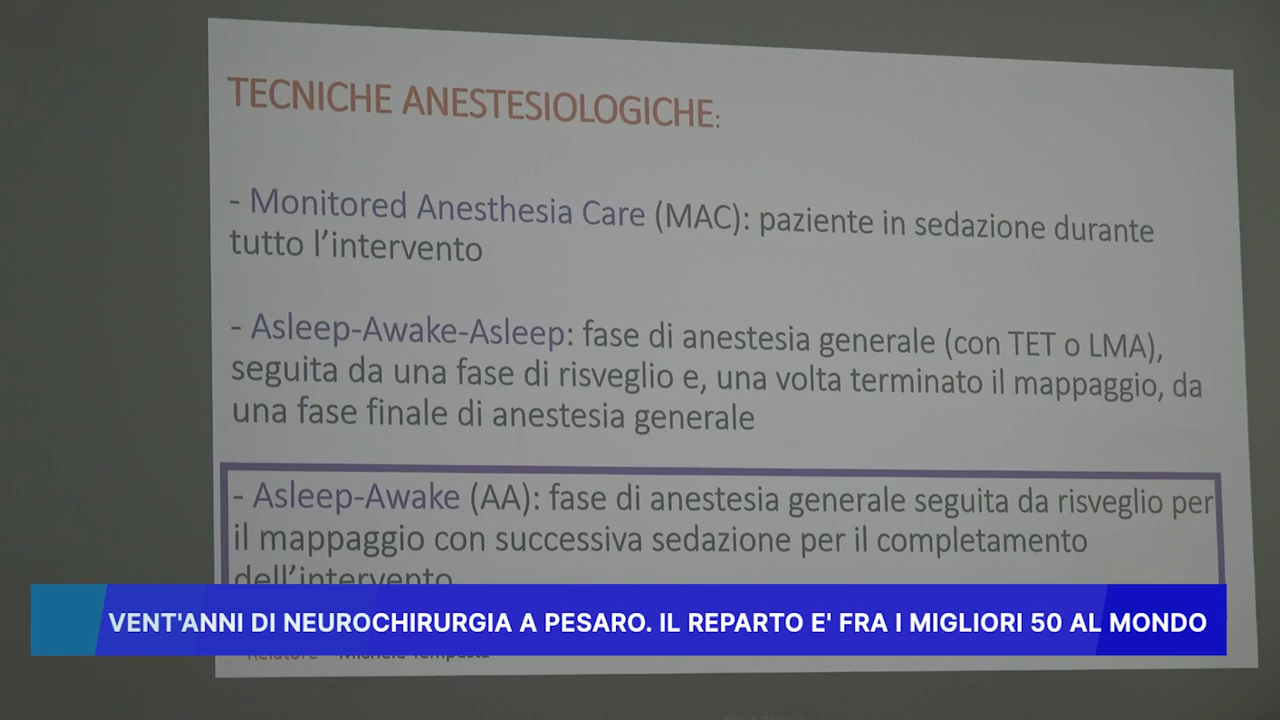 TECNICHE ANESTESIOLOGICHE:
- Monitored Anesthesia Care (MAC): paziente in sedazione durante
tutto l'intervento
- Asleep-Awake-Asleep: fase di anestesia generale (con TET o LMA),
seguita da una fase di risveglio e, una volta terminato il mappaggio, da
una fase finale di anestesia generale
- Asleep-Awake (AA): fase di anestesia generale seguita da risveglio per
il mappaggio con successiva sedazione per il completamento
dell'intervento
VENT'ANNI DI NEUROCHIRURGIA A PESARO. IL REPARTO E' FRA I MIGLIORI 50 AL MONDO